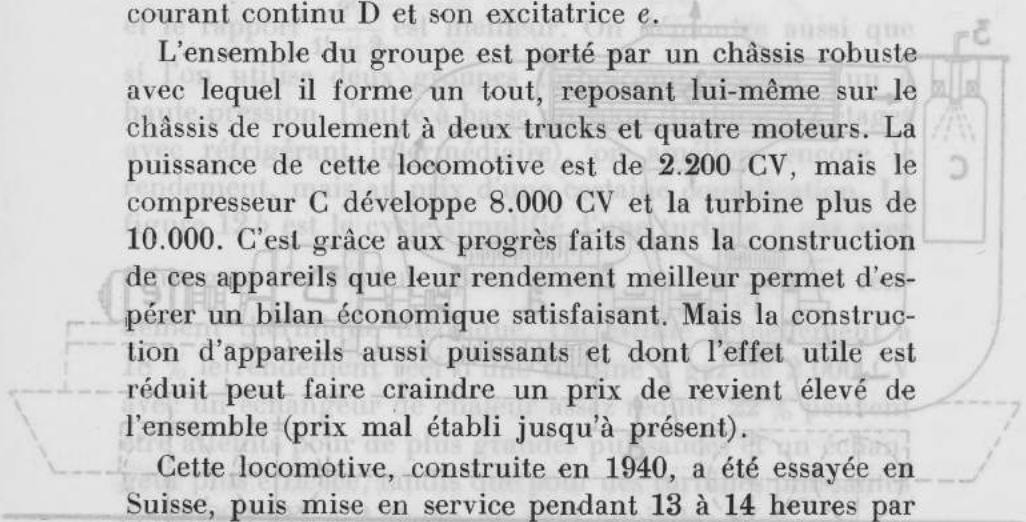 courant continu D et son excitatrice e.
L'ensemble du groupe est porté par un châssis robuste
avec lequel il forme un tout, reposant lui-même sur le
châssis de roulement à deux trucks et quatre moteurs. La
puissance de cette locomotive est de 2.200 CV, mais le
compresseur C développe 8.000 CV et la turbine plus de
10.000. C'est grâce aux progrès faits dans la construction
de ces appareils que leur rendement meilleur permet d'es-
pérer un bilan économique satisfaisant. Mais la construc-
tion d'appareils aussi puissants et dont l'effet utile est
réduit peut faire craindre un prix de revient élevé de
l'ensemble (prix mal établi jusqu'à présent).
Cette locomotive, construite en 1940, a été essayée en
Suisse, puis mise en service pendant 13 à 14 heures par